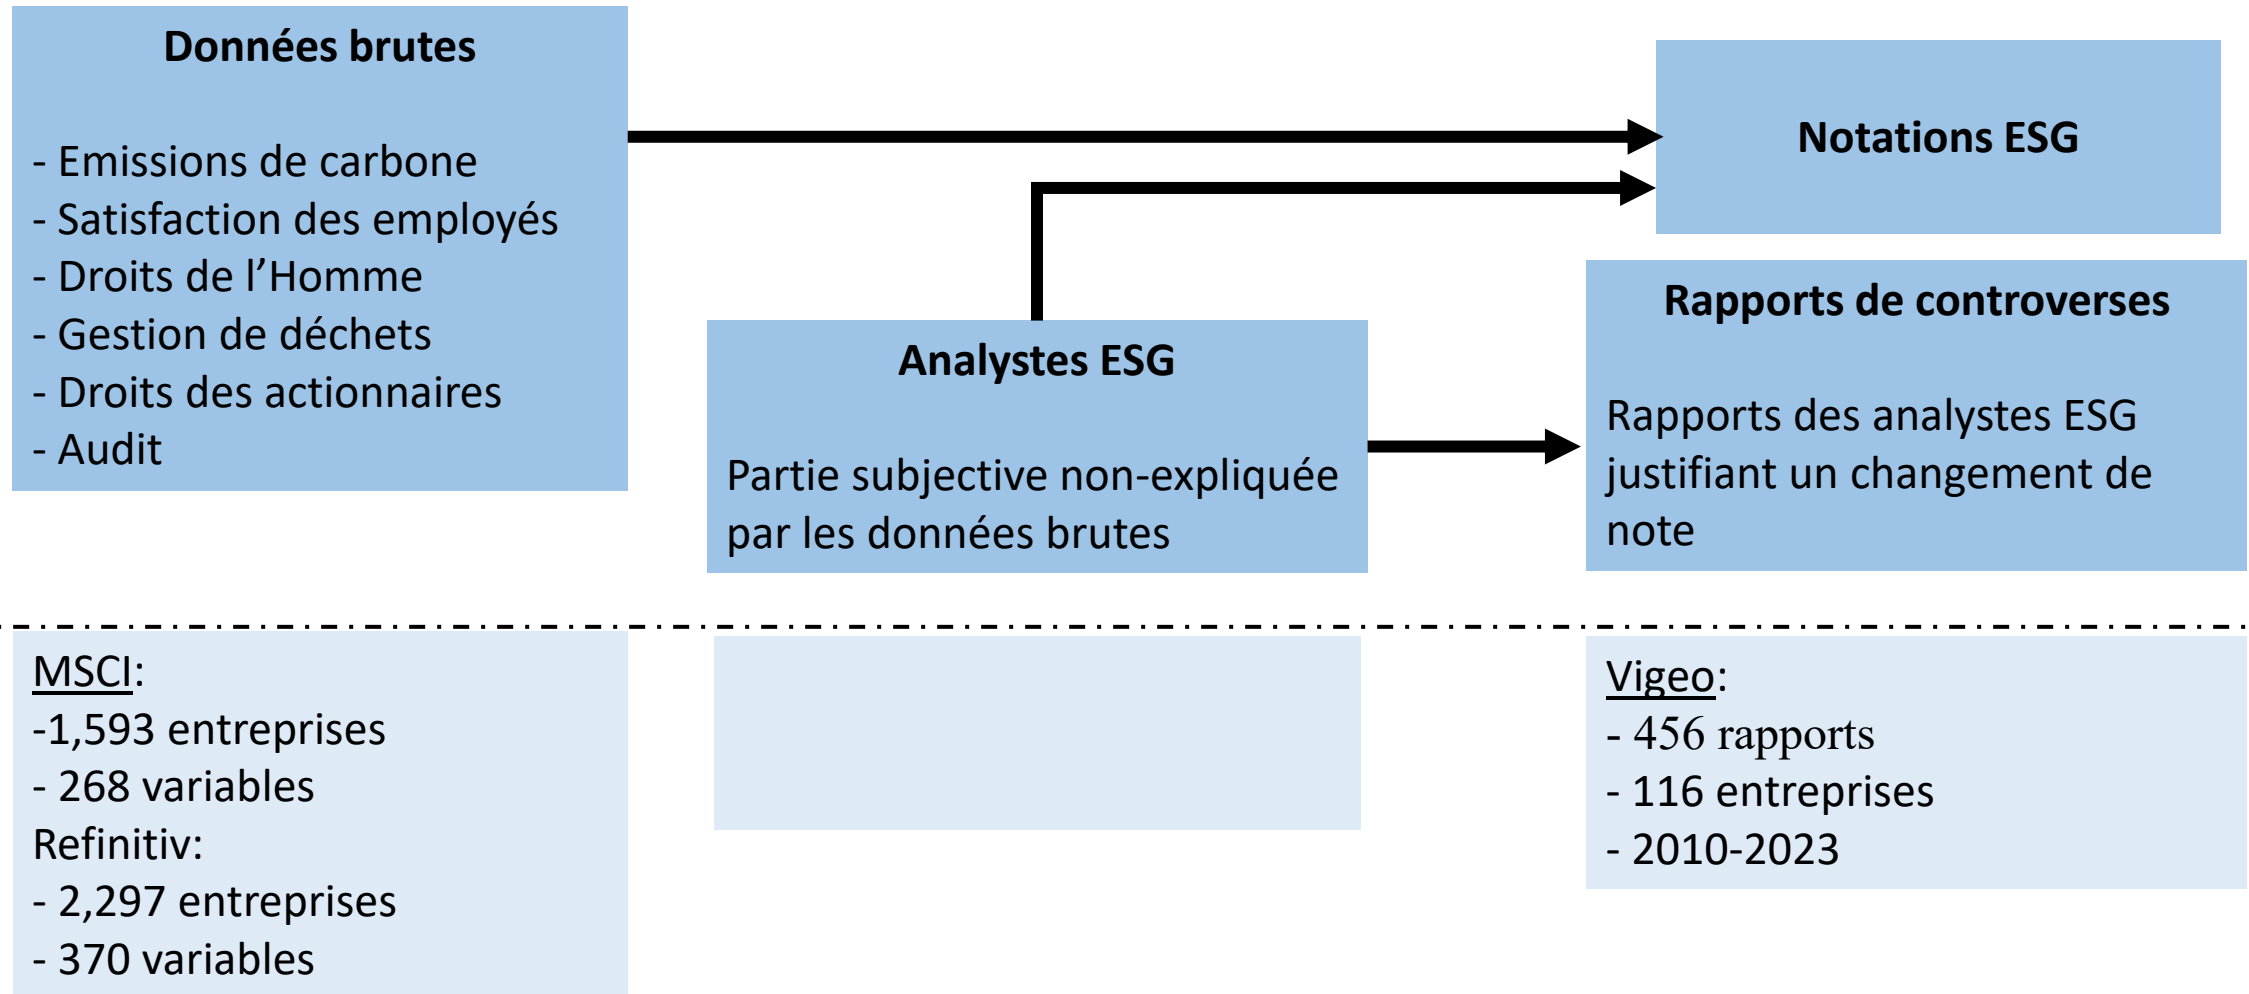 Données brutes
- Emissions de carbone
- Satisfaction des employés
- Droits de l’Homme
- Gestion de déchets
- Droits des actionnaires
- Audit
Notations ESG
Analystes ESG
Partie subjective non-expliquée
par les données brutes
Rapports de controverses
Rapports des analystes ESG
justifiant un changement de
note
MSCI:
-1,593 entreprises
- 268 variables
Refinitiv:
- 2,297 entreprises
- 370 variables
Vigeo:
- 456 rapports
- 116 entreprises
- 2010-2023